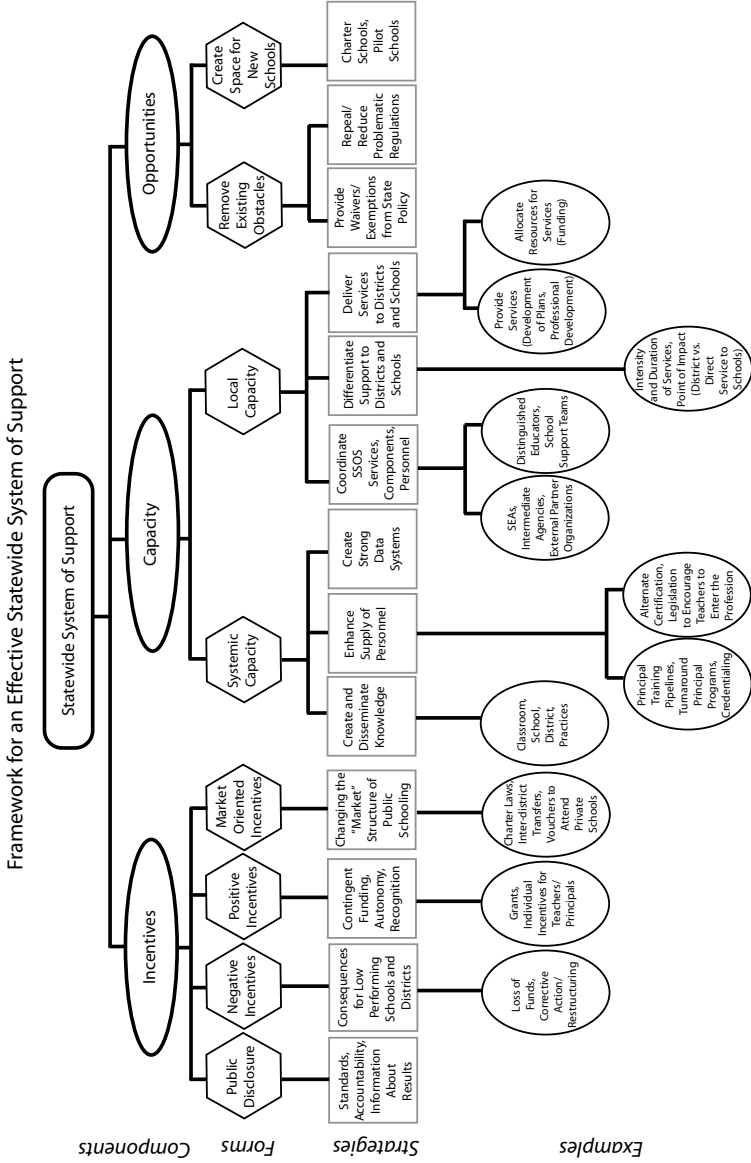 Framework for an Effective Statewide System of Support
Statewide System of Support
Components
Incentives
Capacity
Opportunities
Forms
Public
Disclosure
Negative
Incentives
Positive
Incentives
Market
Oriented
Incentives
Systemic
Capacity
Local
Capacity
Remove
Existing
Obstacles
Create
Space for
New
Schools
Strategies
Standards,
Accountability,
Information
About
Results
Consequences
for Low
Performing
Schools and
Districts
Contingent
Funding,
Autonomy,
Recognition
Changing the
"Market"
Structure of
Public
Schooling
Create and
Disseminate
Knowledge
Enhance
Supply of
Personnel
Create
Strong
Data
Systems
Coordinate
SSOS
Services,
Components,
Personnel
Differentiate
Support to
Districts and
Schools
Deliver
Services
to Districts
and Schools
Provide
Waivers/
Exemptions
from State
Policy
Repeal/
Reduce
Problematic
Regulations
Charter
Schools,
Pilot
Schools
Examples
Loss of
Funds,
Corrective
Action/
Restructuring
Grants,
Individual
Incentives for
Teachers/
Principals
Charter Laws,
Inter-district
Transfers,
Vouchers to
Attend
Private
Schools
Classroom,
School,
District,
Practices
Principal
Training
Pipelines,
Turnaround
Principal
Programs,
Credentialing
Alternate
Certification,
Legislation
to Encourage
Teachers to
Enter the
Profession
SEAs,
Intermediate
Agencies,
External Partner
Organizations
Distinguished
Educators,
School
Support Teams
Intensity
and Duration
of Services,
Point of Impact
(District vs.
Direct
Service to
Schools)
Provide
Services
(Development
of Plans,
Professional
Development)
Allocate
Resources for
Services
(Funding)